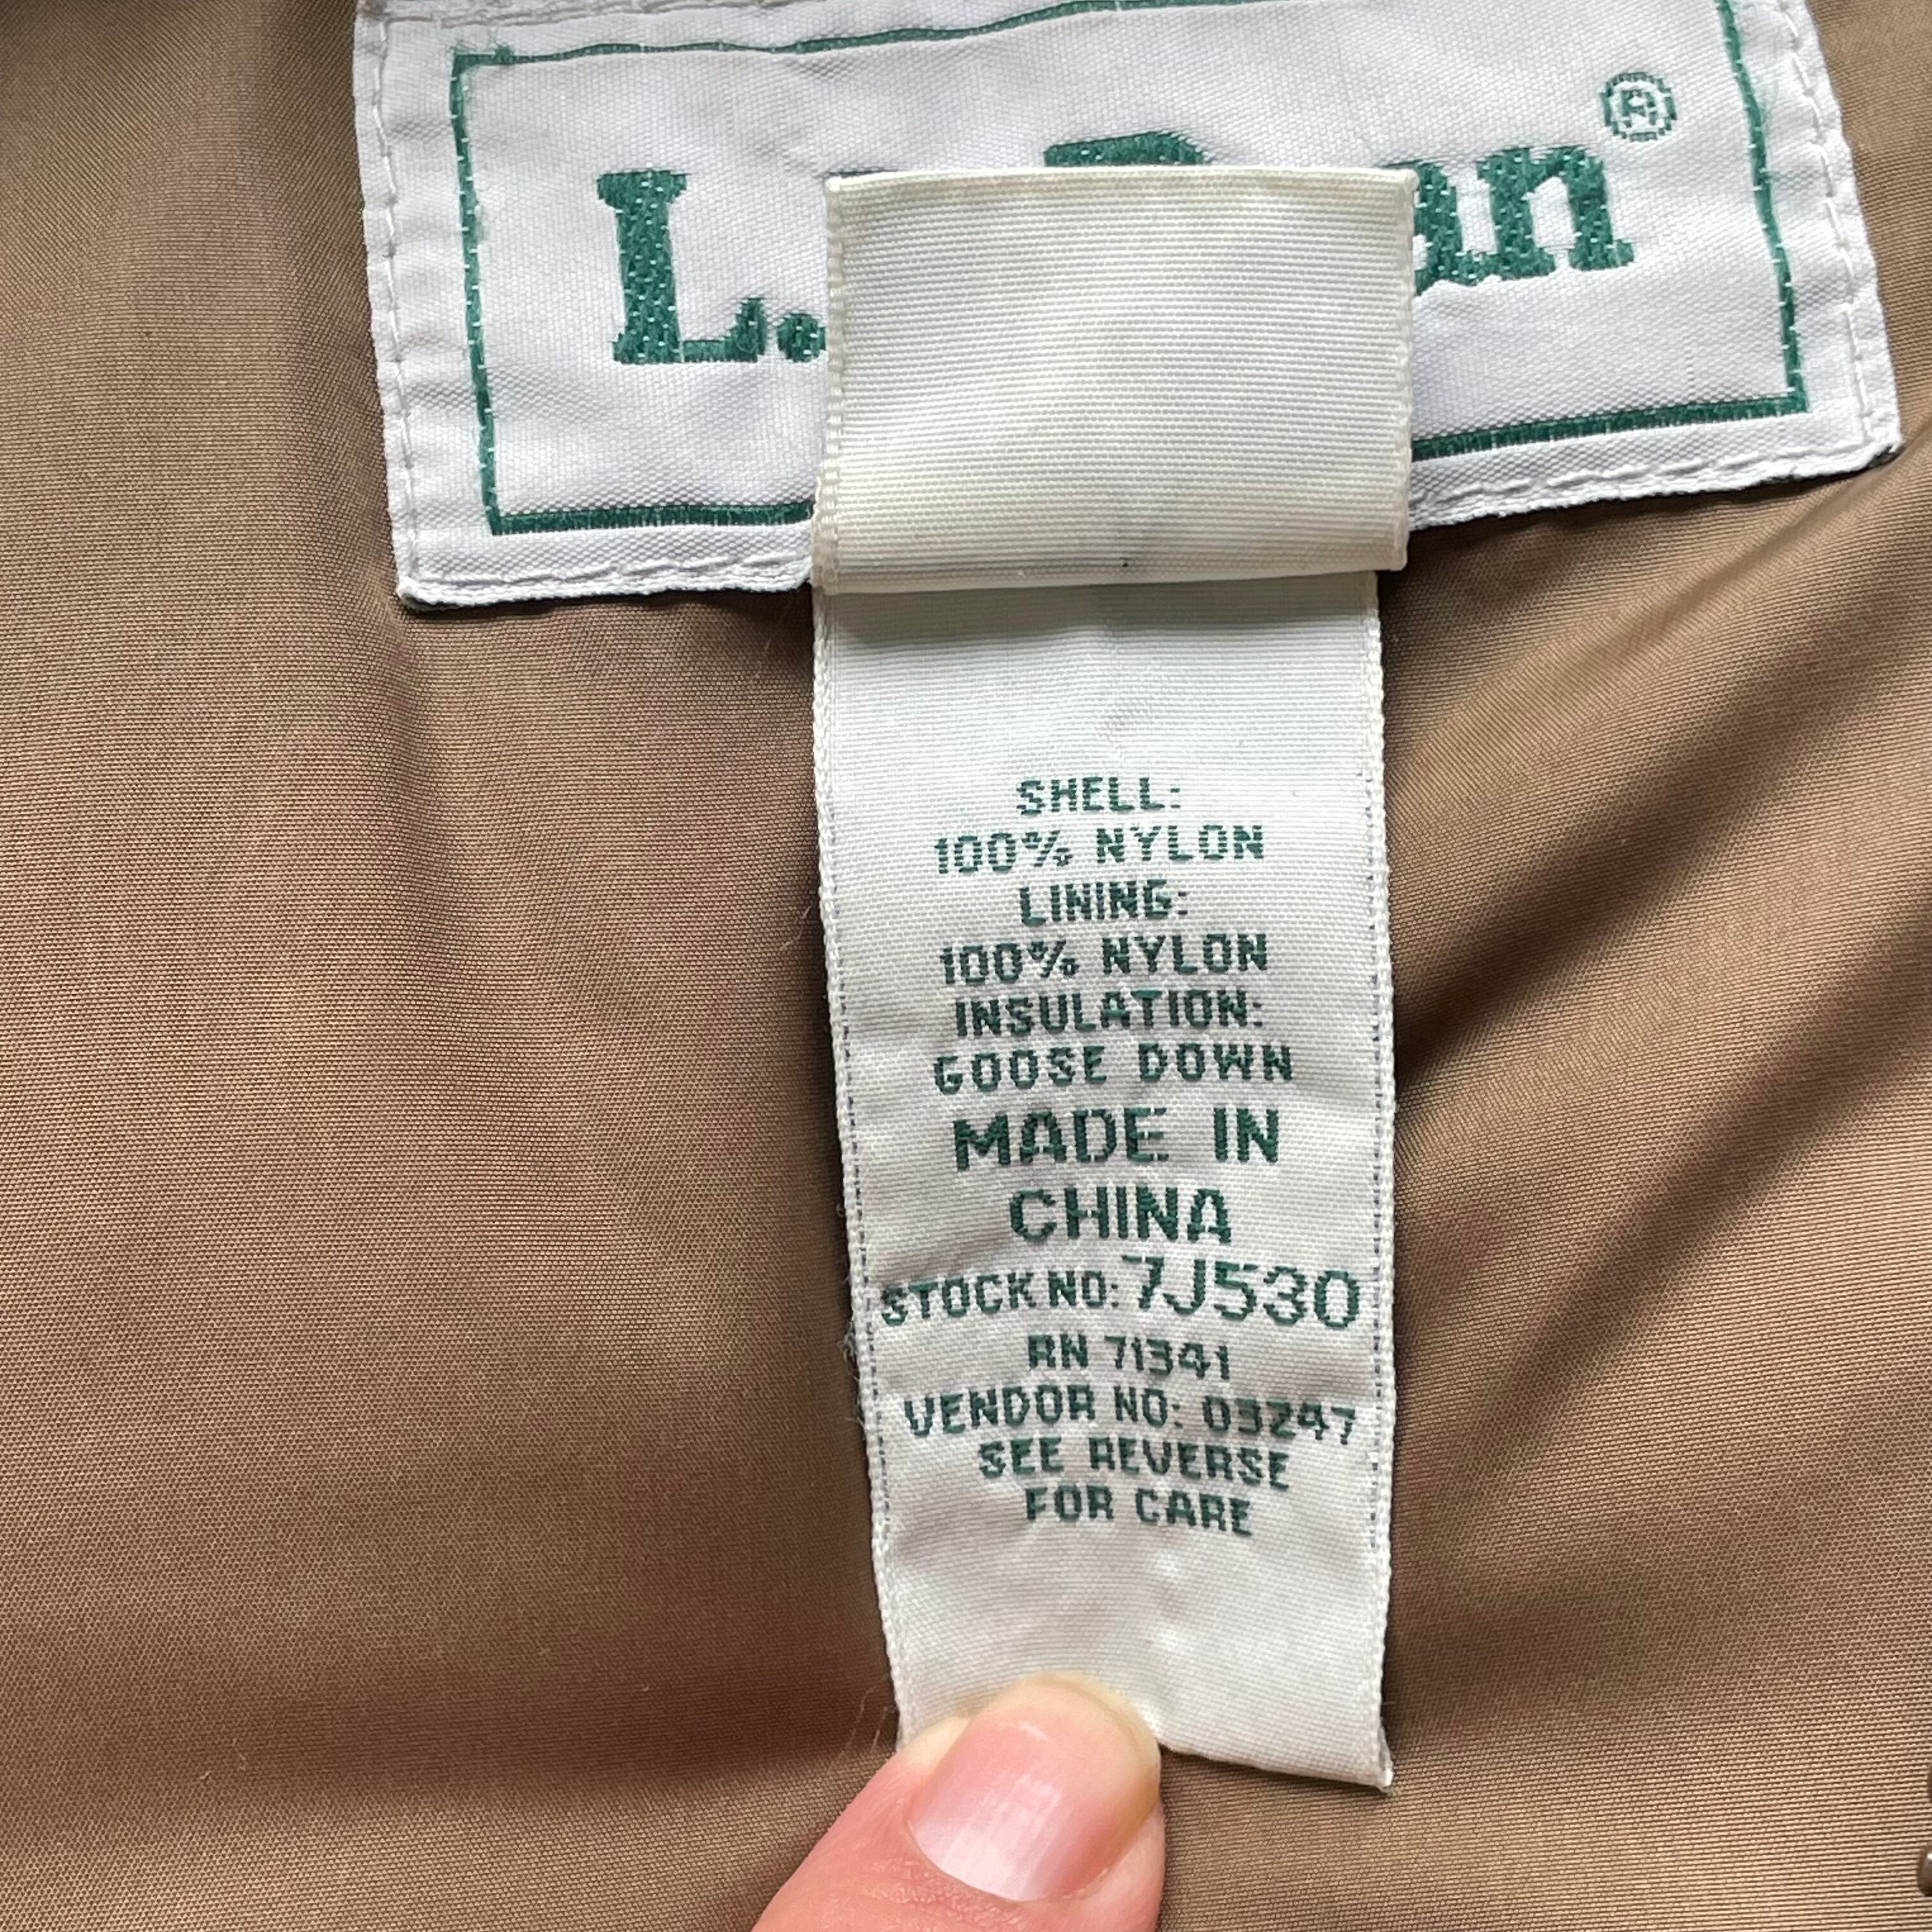 L.
an®
SHELL:
100% NYLON
LINING:
100% NYLON
INSULATION:
GOOSE DOWN
MADE IN
CHINA
STOCK NO: 7J530
RN 71341
VENDOR NO: 03247
SEE REVERSE
FOR CARE